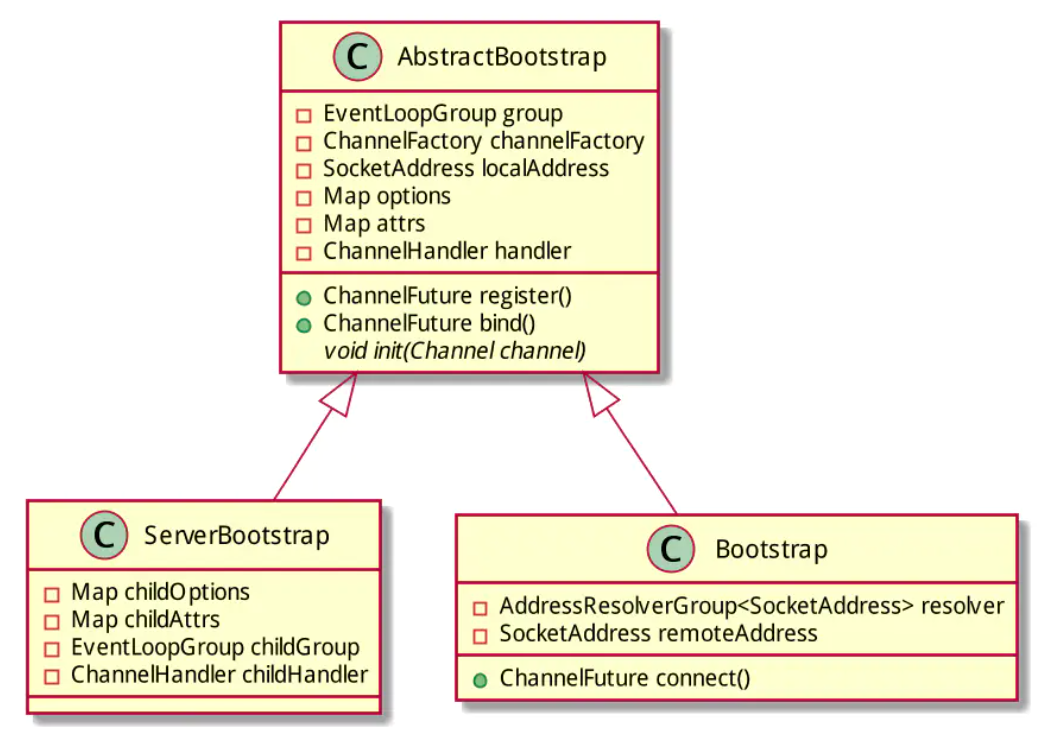 C AbstractBootstrap
EventLoopGroup group
ChannelFactory channelFactory
SocketAddress localAddress
Map options
Map attrs
ChannelHandler handler
ChannelFuture register()
ChannelFuture bind()
void init(Channel channel)
C ServerBootstrap
Map childOptions
Map childAttrs
EventLoopGroup childGroup
ChannelHandler childHandler
C Bootstrap
AddressResolverGroup<SocketAddress> resolver
SocketAddress remoteAddress
ChannelFuture connect()